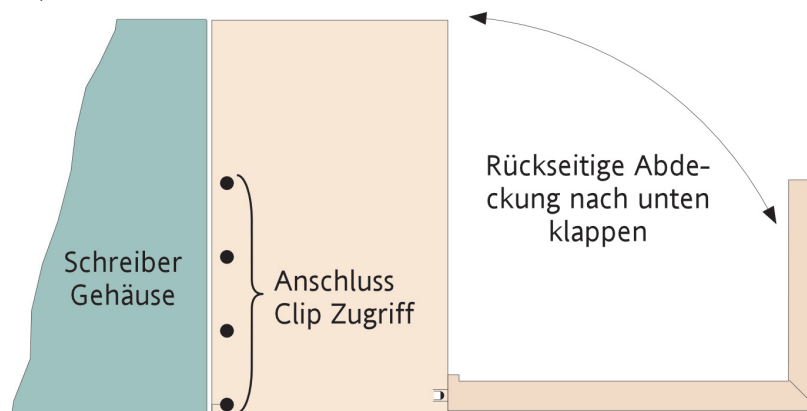 Rückseitige Abde-
ckung nach unten
klappen
Schreiber
Gehäuse
Anschluss
Clip Zugriff